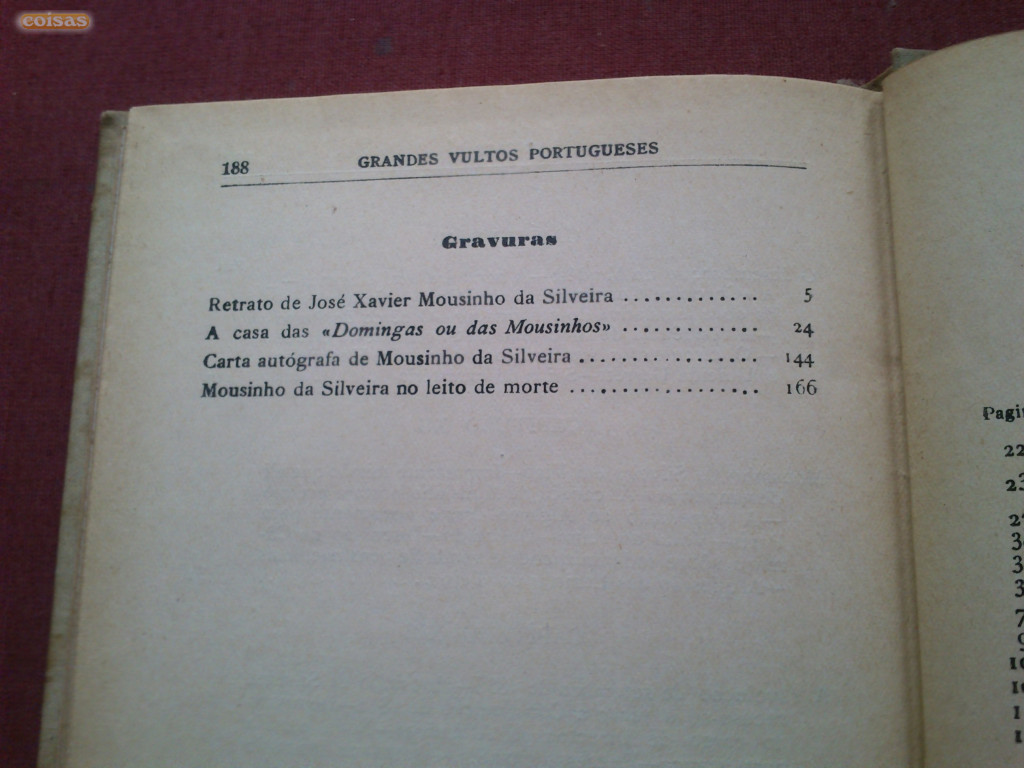 coisas
188 GRANDES VULTOS PORTUGUESES
Gravuras
Retrato de José Xavier Mousinho da Silveira ............. 5
A casa das «Domingas ou das Mousinhos» ............. 24
Carta autógrafa de Mousinho da Silveira .................. 144
Mousinho da Silveira no leito de morte ................... 166
22